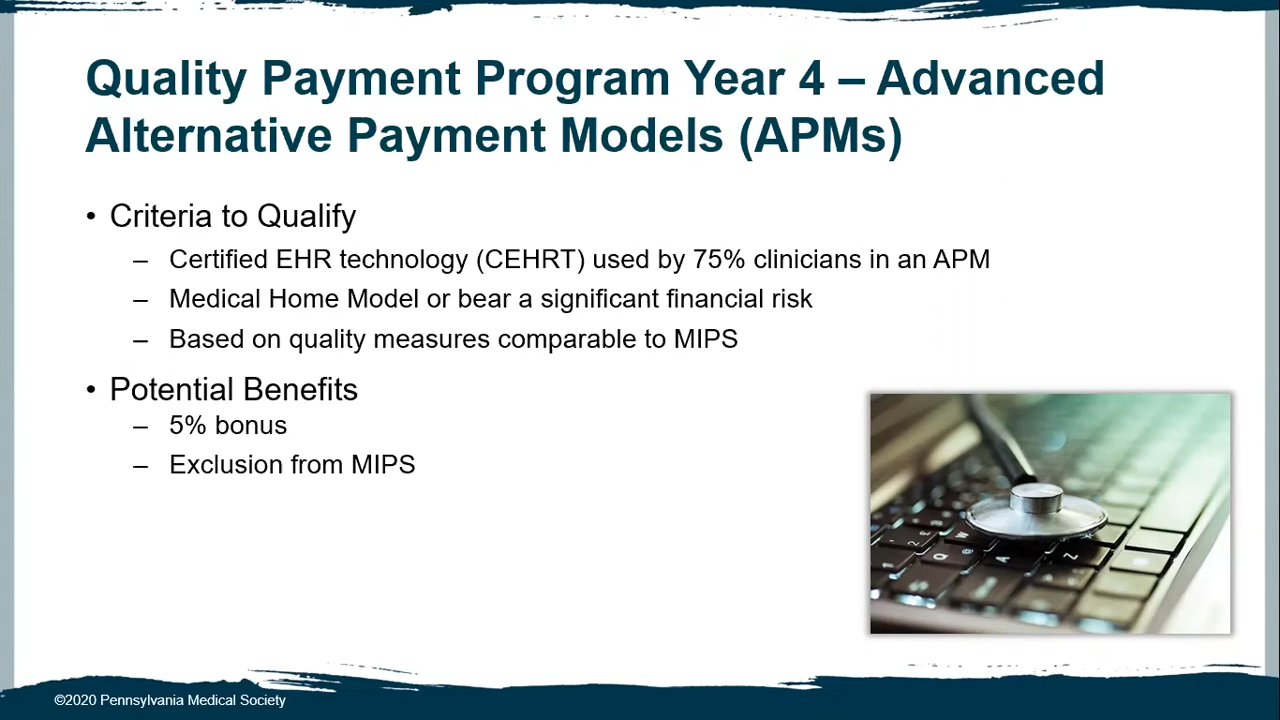 Quality Payment Program Year 4 – Advanced
Alternative Payment Models (APMs)
• Criteria to Qualify
– Certified EHR technology (CEHRT) used by 75% clinicians in an APM
– Medical Home Model or bear a significant financial risk
– Based on quality measures comparable to MIPS
• Potential Benefits
– 5% bonus
– Exclusion from MIPS
2 W
Q @ A Z
©2020 Pennsylvania Medical Society